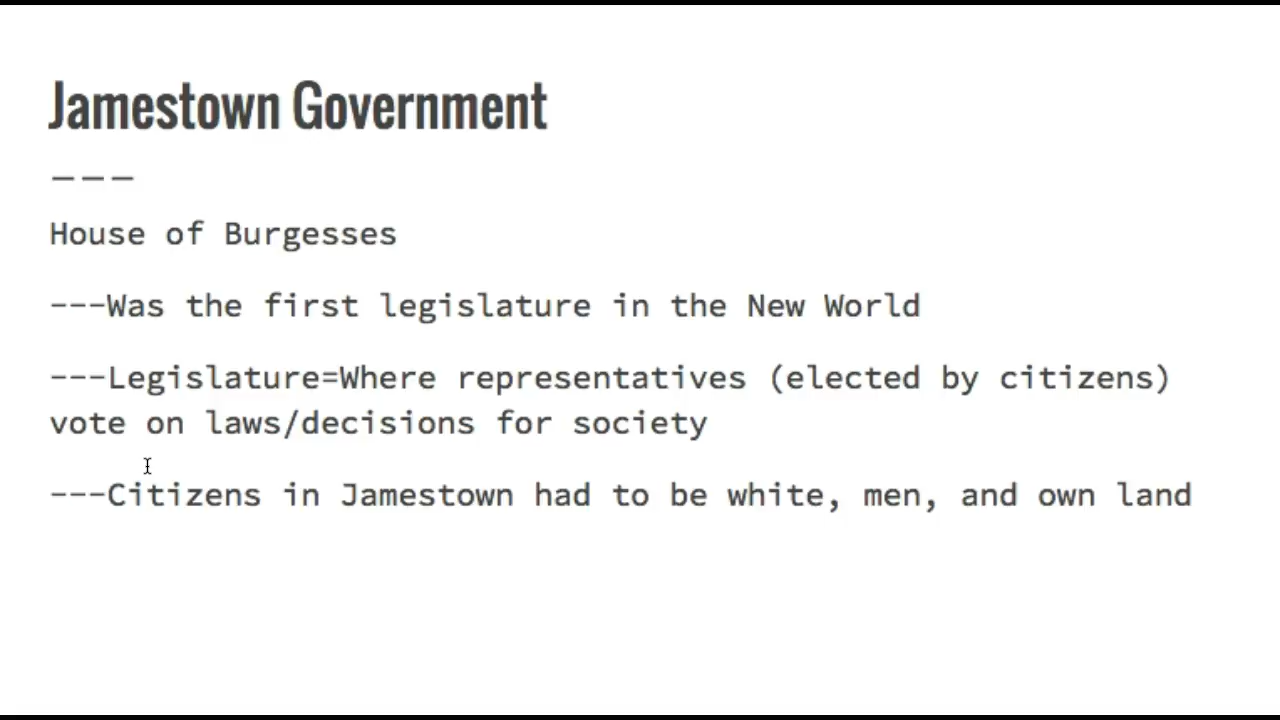 Jamestown Government
———
House of Burgesses
---Was the first legislature in the New World
---Legislature=Where representatives (elected by citizens)
vote on laws/decisions for society
---Citizens in Jamestown had to be white, men, and own land